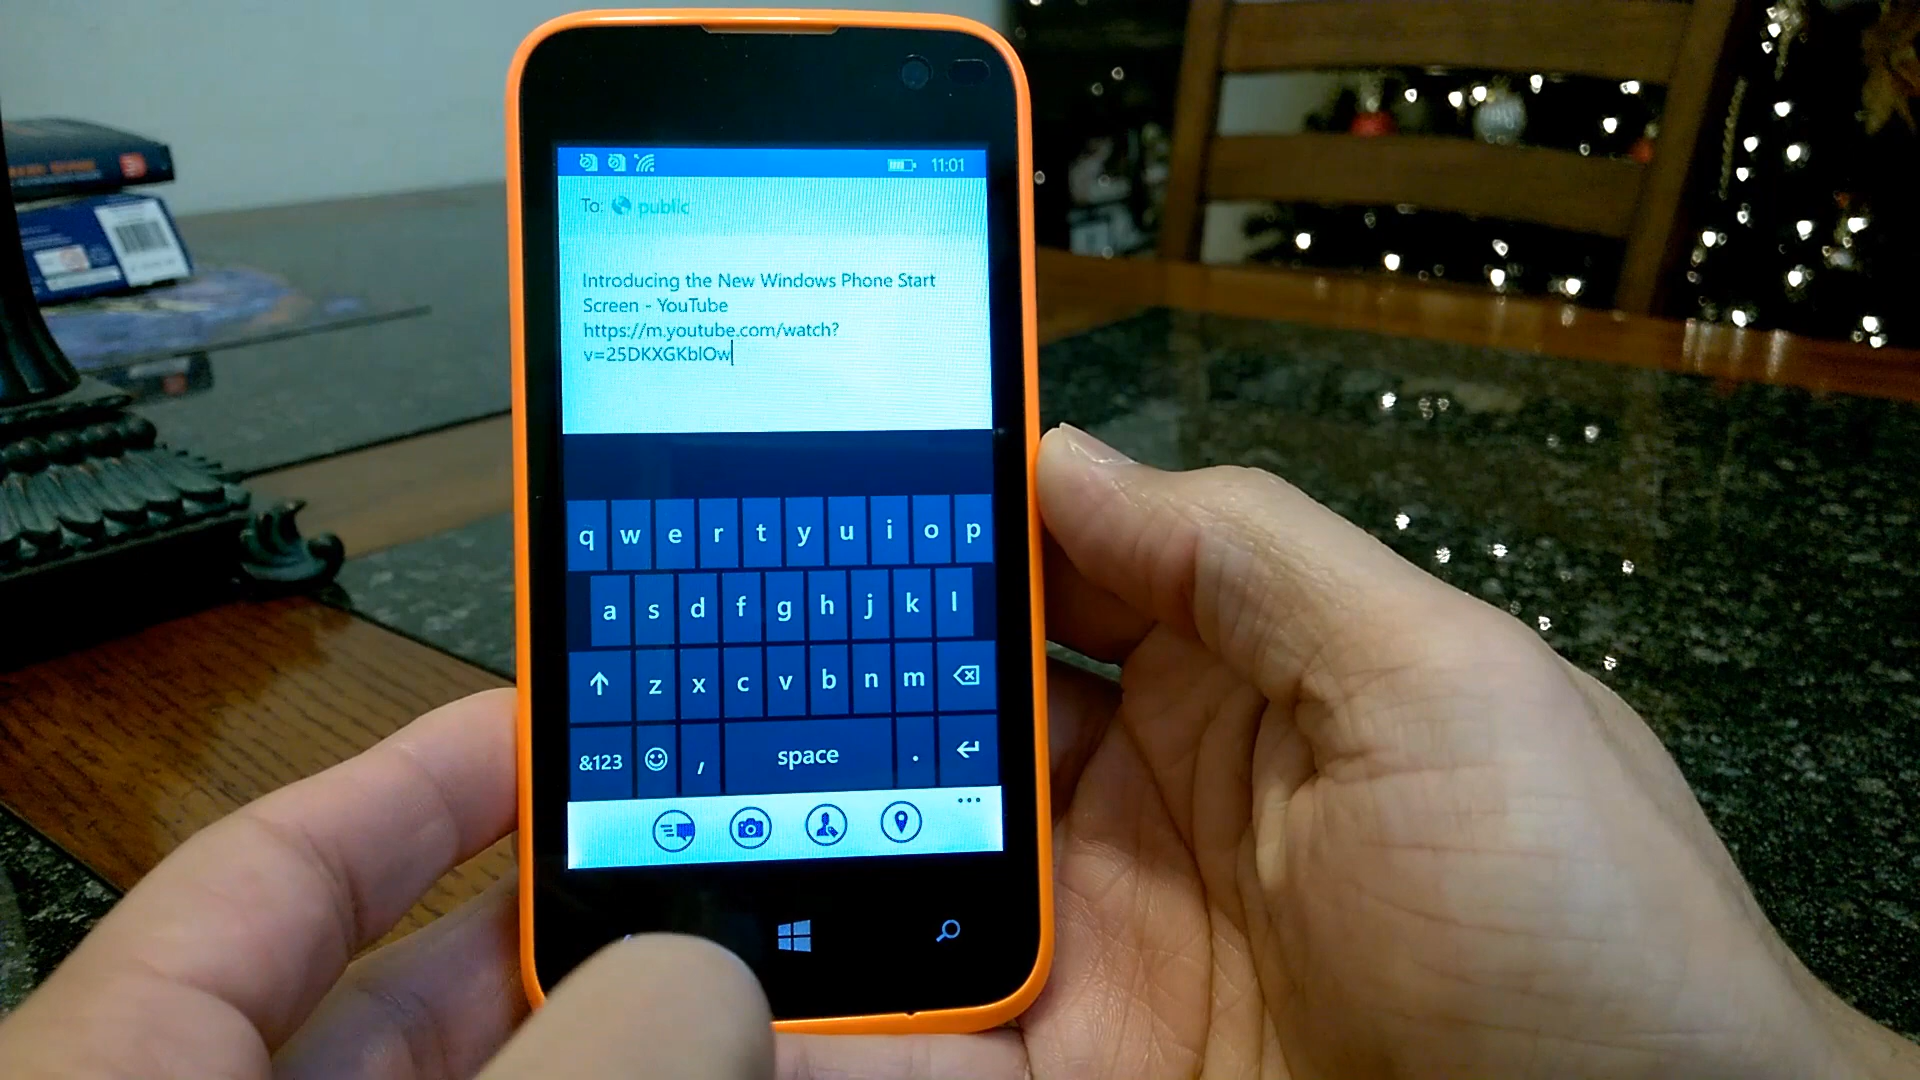 11:01
To: public
Introducing the New Windows Phone Start
Screen - YouTube
https://m.youtube.com/watch?
v=25DKXGKblOw
q w e r t y u i o p
a s d f g h j k l
z x c v b n m
&123 , space .